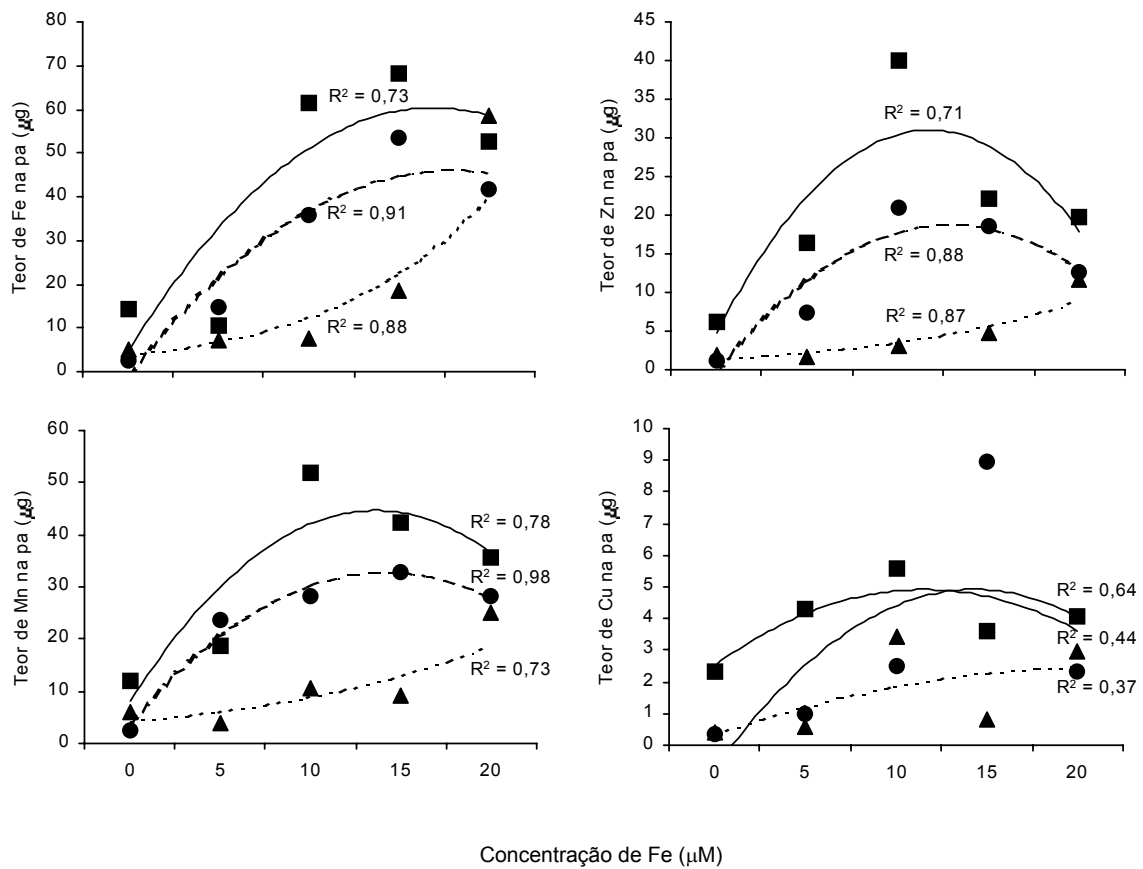 Teor de Fe na pa (µg)
80
70
60
50
40
30
20
10
0
R² = 0,73
R² = 0,91
R² = 0,88
Teor de Zn na pa (µg)
45
40
35
30
25
20
15
10
5
0
R² = 0,71
R² = 0,88
R² = 0,87
Teor de Mn na pa (µg)
60
50
40
30
20
10
0
R² = 0,78
R² = 0,98
R² = 0,73
0 5 10 15 20
Teor de Cu na pa (µg)
10
9
8
7
6
5
4
3
2
1
0
R² = 0,64
R² = 0,44
R² = 0,37
0 5 10 15 20
Concentração de Fe (µM)